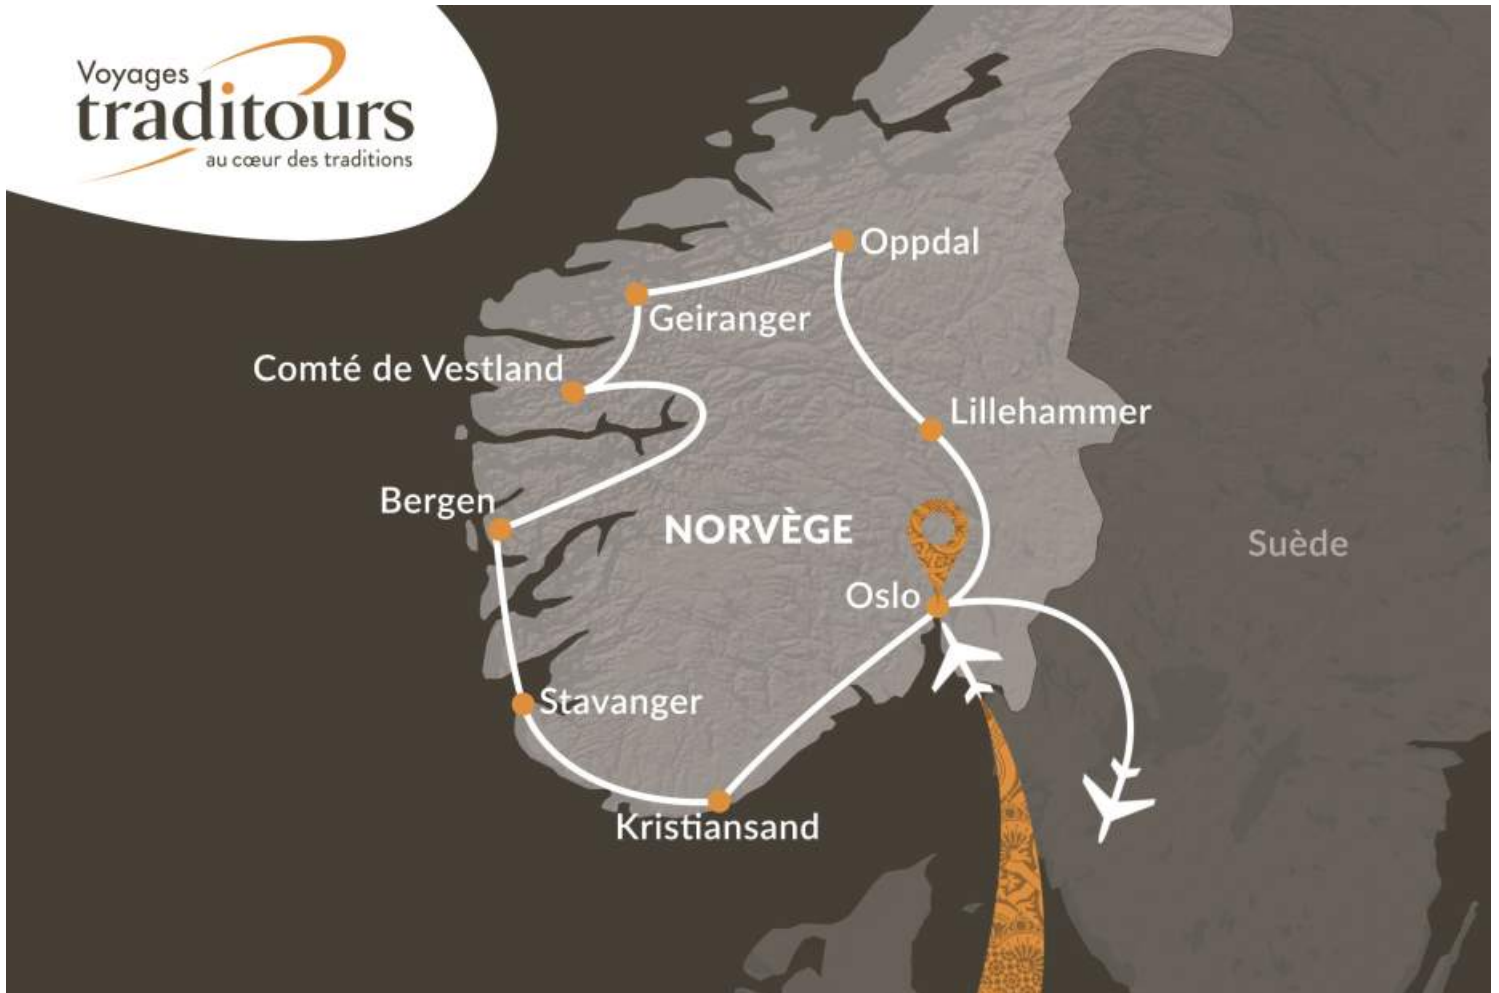 Voyages
traditours
au cœur des traditions
Oppdal
Geiranger
Comté de Vestland
Lillehammer
Bergen
NORVÈGE
Suède
Oslo
Stavanger
Kristiansand